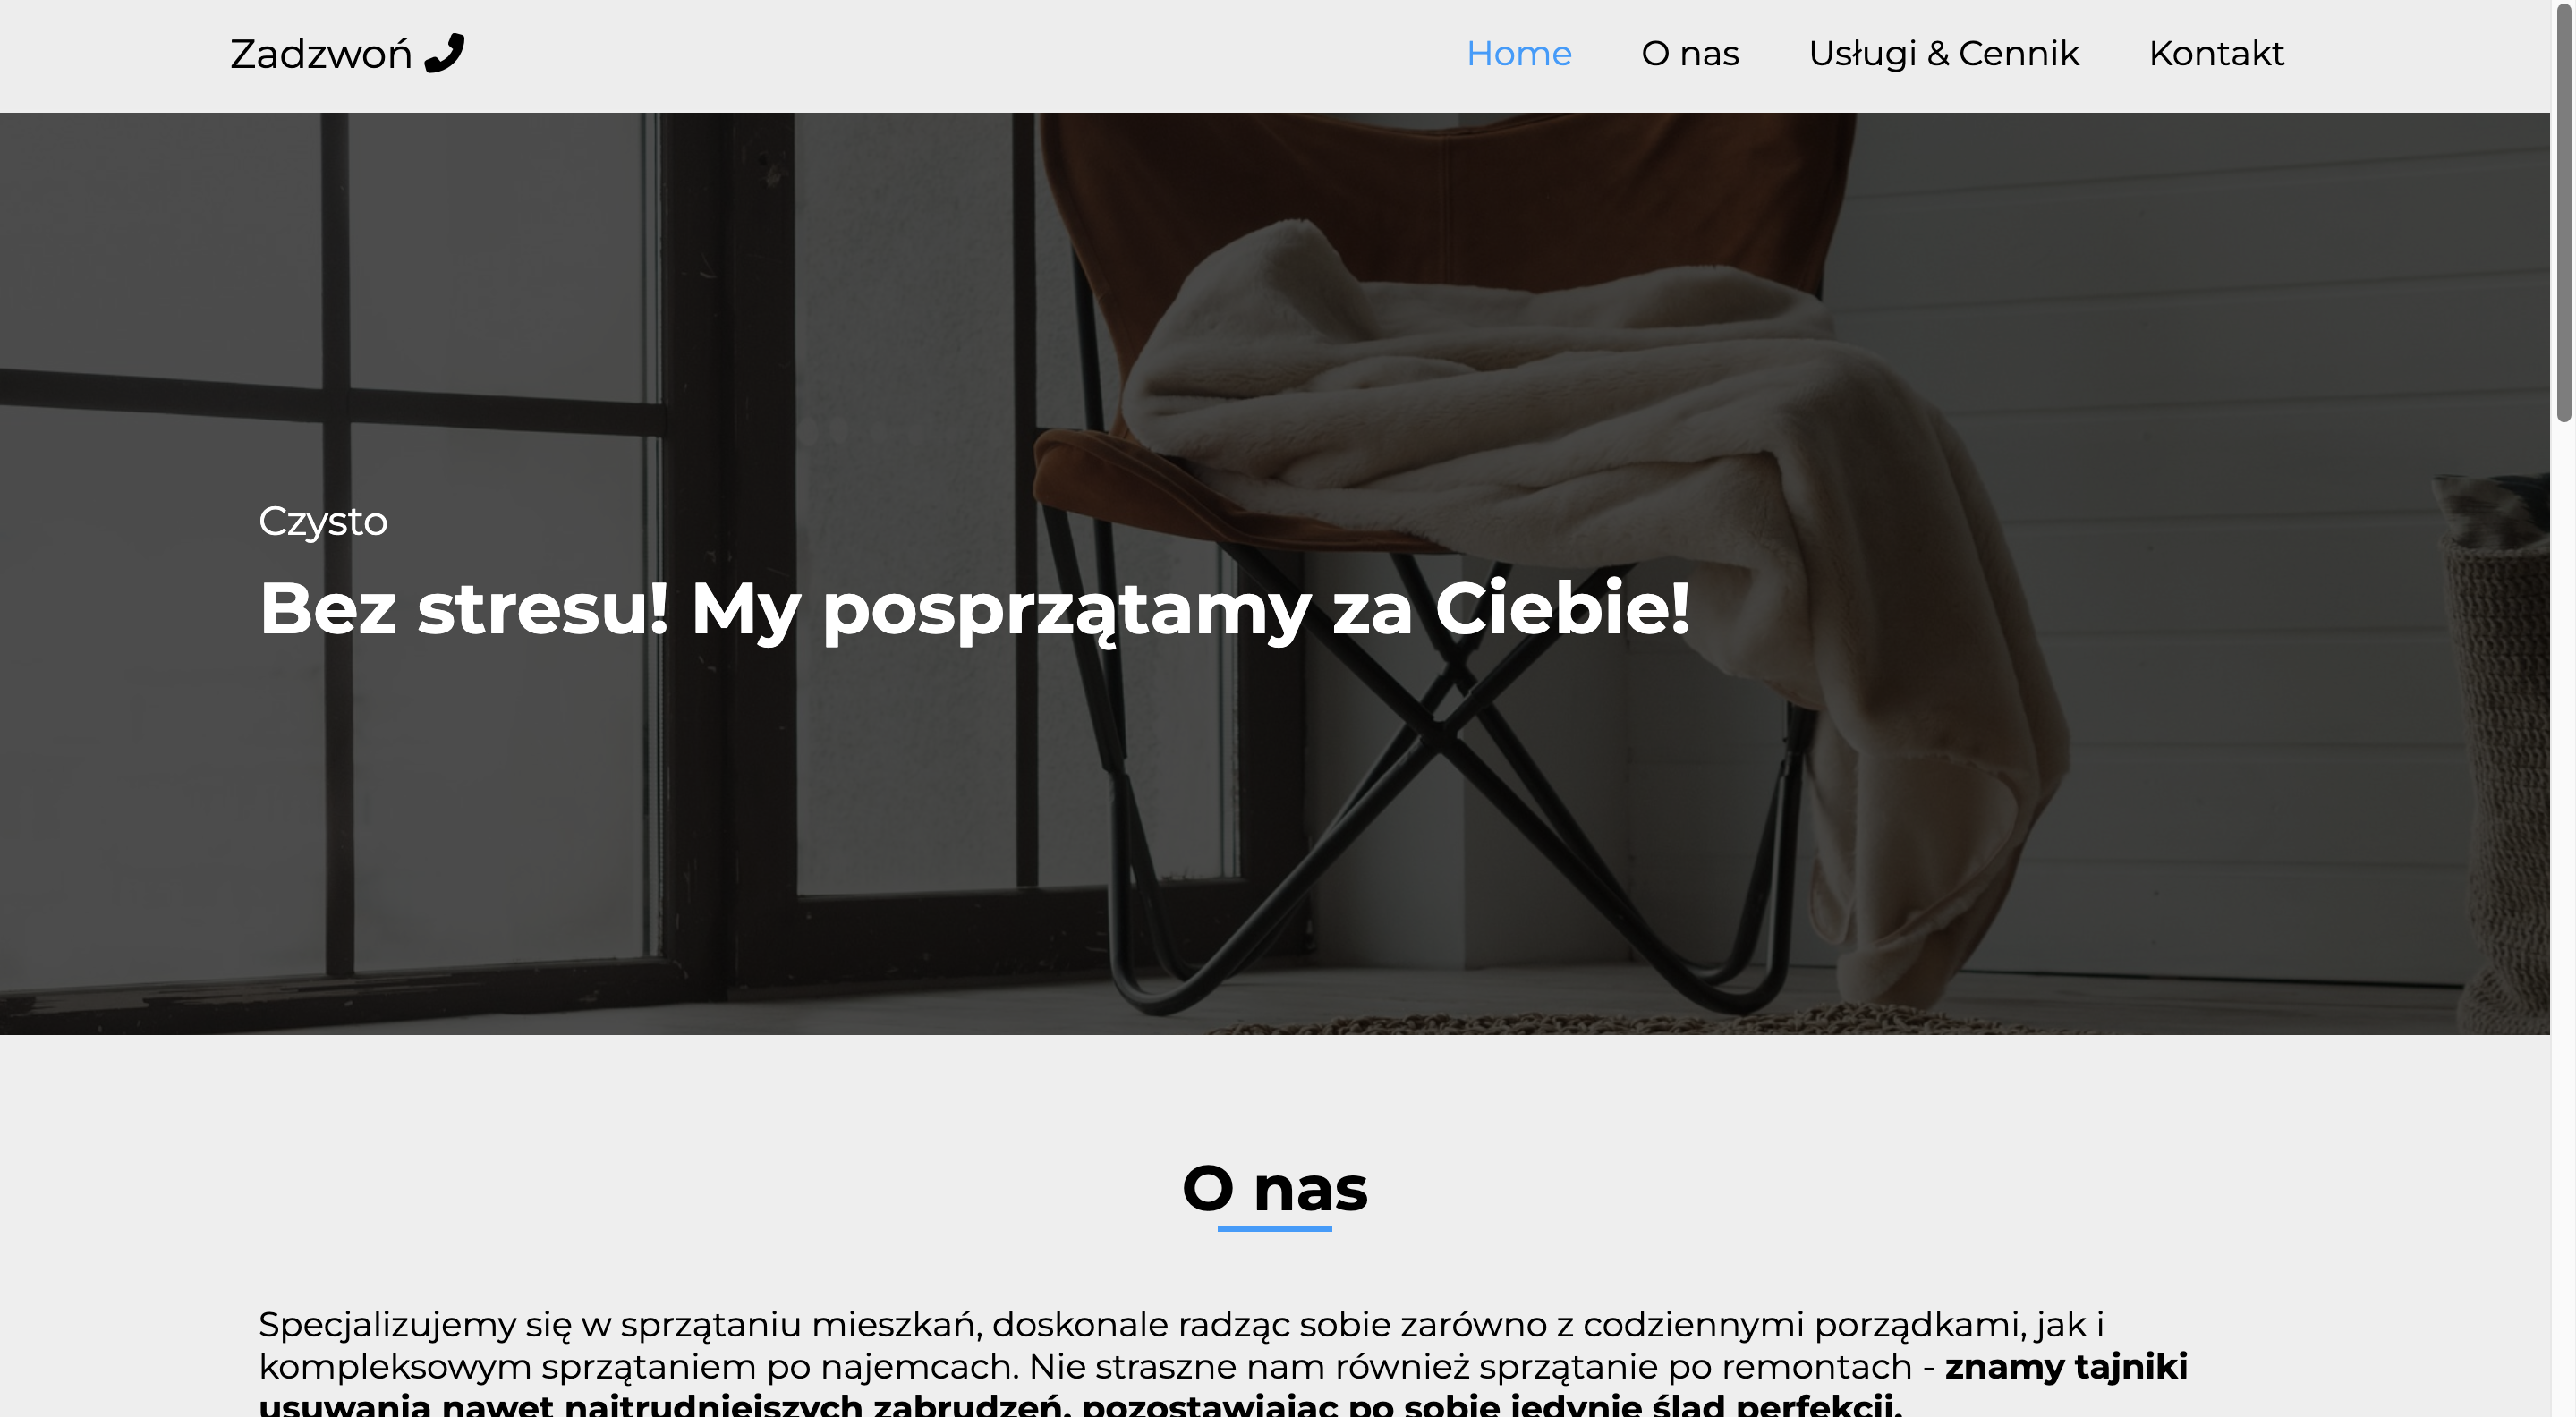 Zadzwoń
Home O nas Usługi & Cennik Kontakt
Czysto
Bez stresu! My posprzątamy za Ciebie!
O nas
Specjalizujemy się w sprzątaniu mieszkań, doskonale radząc sobie zarówno z codziennymi porządkami, jak i
kompleksowym sprzątaniem po najemcach. Nie straszne nam również sprzątanie po remontach - znamy tajniki
usuwania nawet najtrudniejszych zabrudzeń, pozostawiając po sobie jedynie ślad perfekcji.